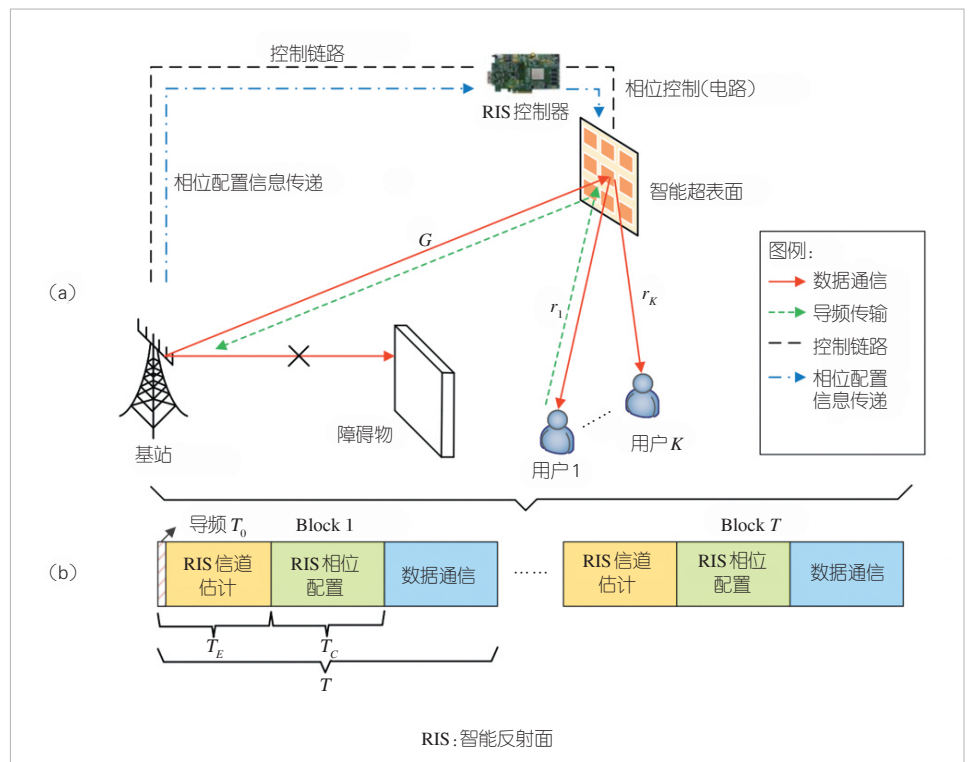 控制链路
RIS 控制器
相位控制(电路)
相位配置信息传递
智能超表面
G
图例:
数据通信
导频传输
控制链路
相位配置
信息传递
(a)
r1
rK
障碍物
基站
用户 1
用户 K
导频 T0
Block 1
Block T
(b)
RIS 信道
估计
RIS 相位
配置
数据通信
……
RIS 信道
估计
RIS 相位
配置
数据通信
TE
TC
T
RIS:智能反射面